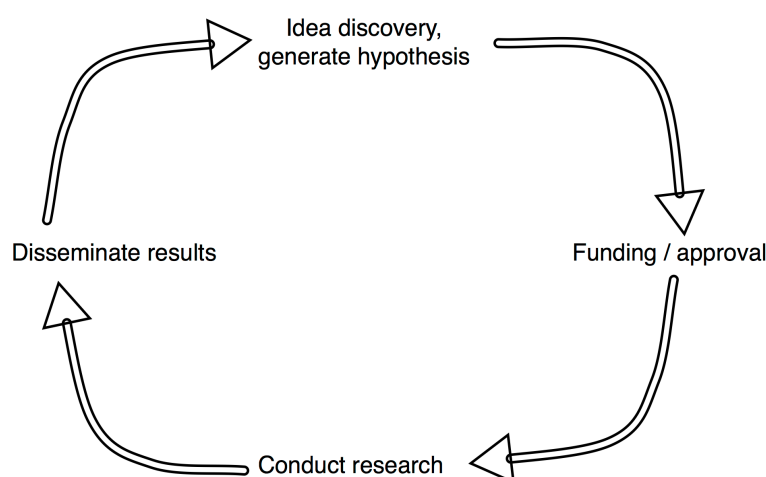 Idea discovery,
generate hypothesis
Funding / approval
Conduct research
Disseminate results